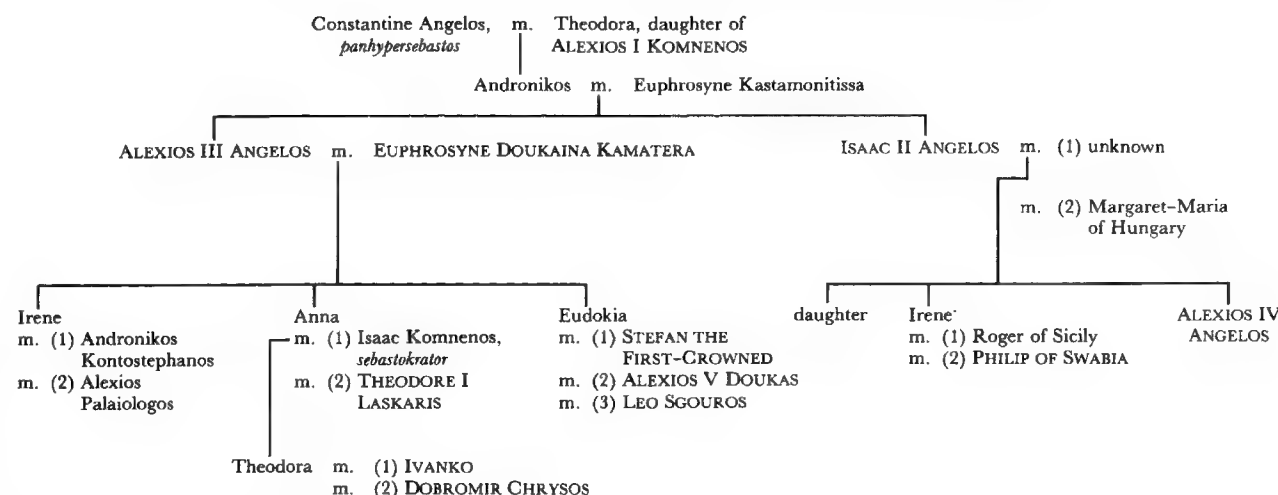 Constantine Angelos, m. Theodora, daughter of
panhypersebastos ALEXIOS I KOMNENOS
Andronikos m. Euphrosyne Kastamonitissa
ALEXIOS III ANGELOS m. EUPHROSYNE DOUKAINA KAMATERA
ISAAC II ANGELOS m. (1) unknown
m. (2) Margaret–Maria
of Hungary
Irene
m. (1) Andronikos
Kontostephanos
m. (2) Alexios
Palaiologos
Anna
m. (1) Isaac Komnenos,
sebastokrator
m. (2) THEODORE I
LASKARIS
Eudokia
m. (1) STEFAN THE
FIRST–CROWNED
m. (2) ALEXIOS V DOUKAS
m. (3) LEO SGOUROS
daughter
Irene
m. (1) Roger of Sicily
m. (2) PHILIP OF SWABIA
ALEXIOS IV
ANGELOS
Theodora m. (1) IVANKO
m. (2) DOBROMIR CHRYSOS